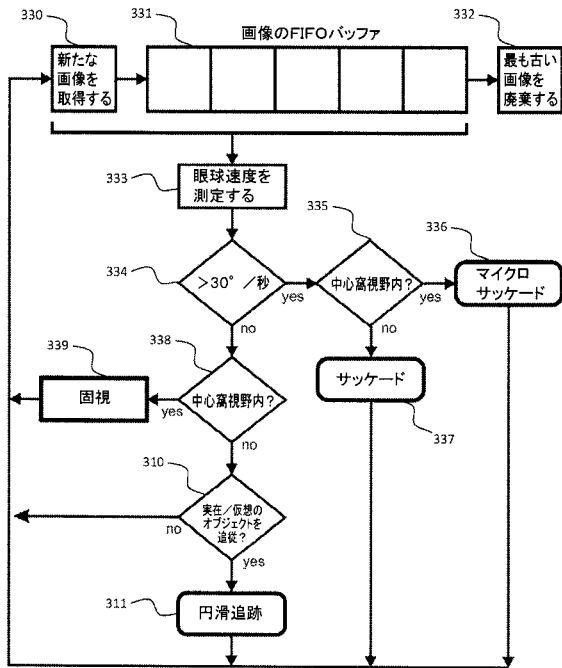 330
331
画像のFIFOバッファ
332
新たな
画像を
取得する
最も古い
画像を
廃棄する
333
眼球速度を
測定する
334
>30° /秒
yes
no
335
中心窩視野内?
yes
no
336
マイクロ
サッケード
サッケード
337
338
中心窩視野内?
yes
no
339
固視
310
実在/仮想の
オブジェクトを
追従?
no
yes
311
円滑追跡